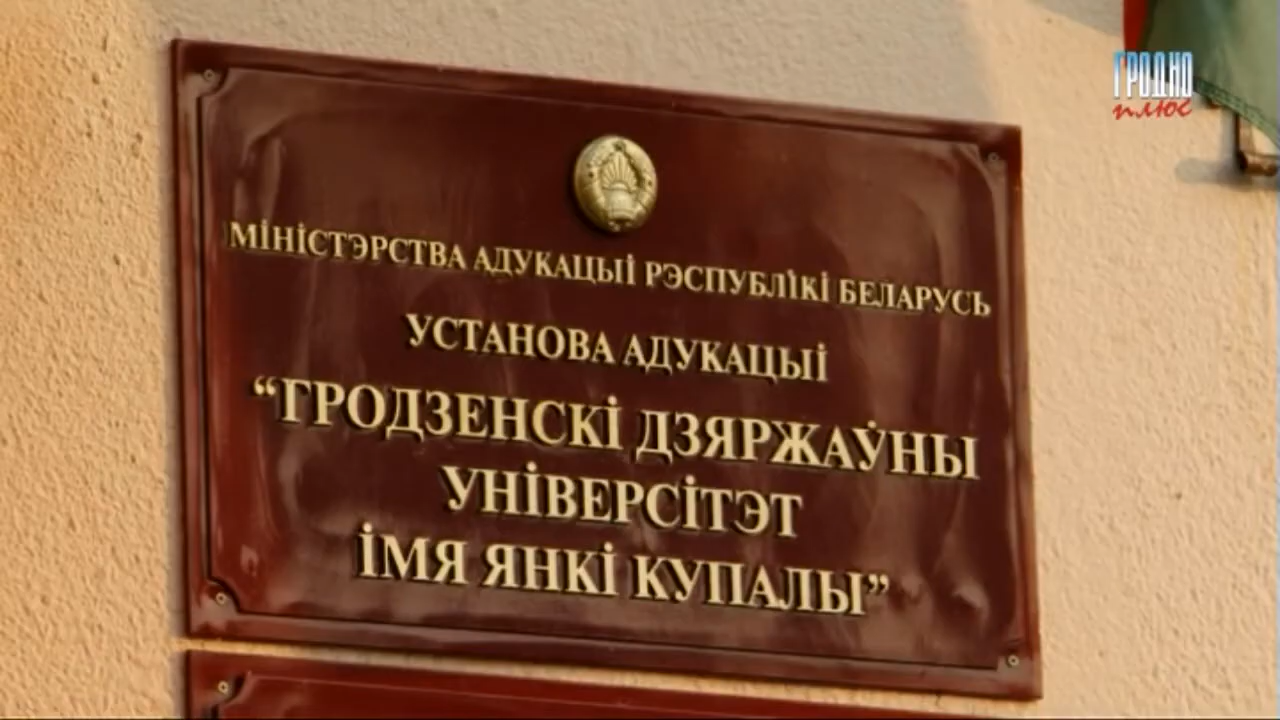 ГРОДНО
плюс
МІНІСТЭРСТВА АДУКАЦЫІ РЭСПУБЛІКІ БЕЛАРУСЬ
УСТАНОВА АДУКАЦЫІ
“ГРОДЗЕНСКІ ДЗЯРЖАЎНЫ
УНІВЕРСІТЭТ
ІМЯ ЯНКІ КУПАЛЫ”